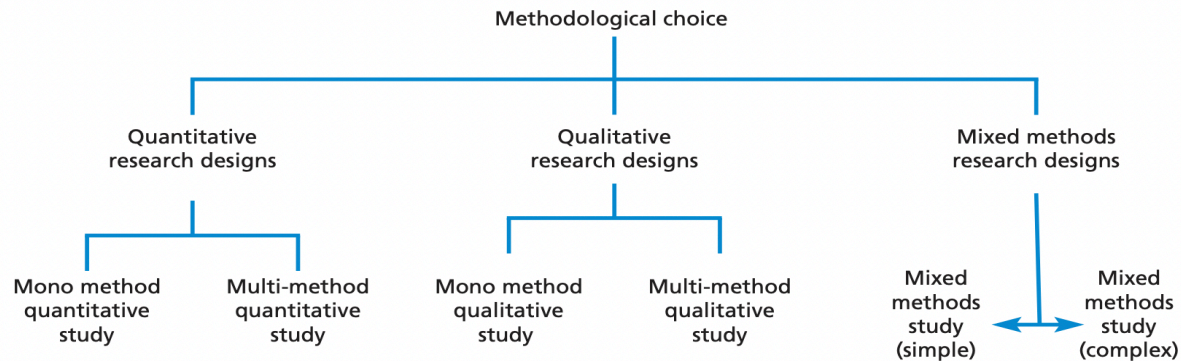 Methodological choice
Quantitative
research designs
Qualitative
research designs
Mixed methods
research designs
Mono method
quantitative
study
Multi-method
quantitative
study
Mono method
qualitative
study
Multi-method
qualitative
study
Mixed
methods
study
(simple)
Mixed
methods
study
(complex)